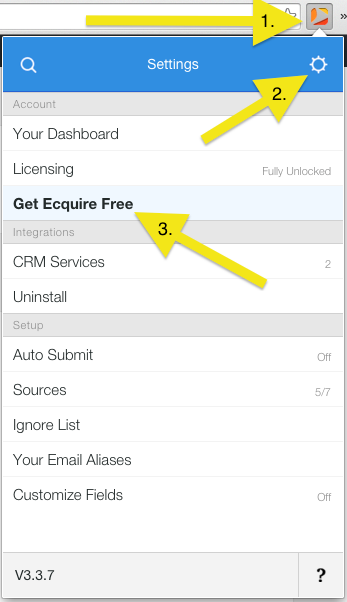 1.
»
Settings
2.
Account
Your Dashboard
Licensing Fully Unlocked
Get Ecquire Free
3.
Integrations
CRM Services 2
Uninstall
Setup
Auto Submit Off
Sources 5/7
Ignore List
Your Email Aliases
Customize Fields Off
V3.3.7 ?